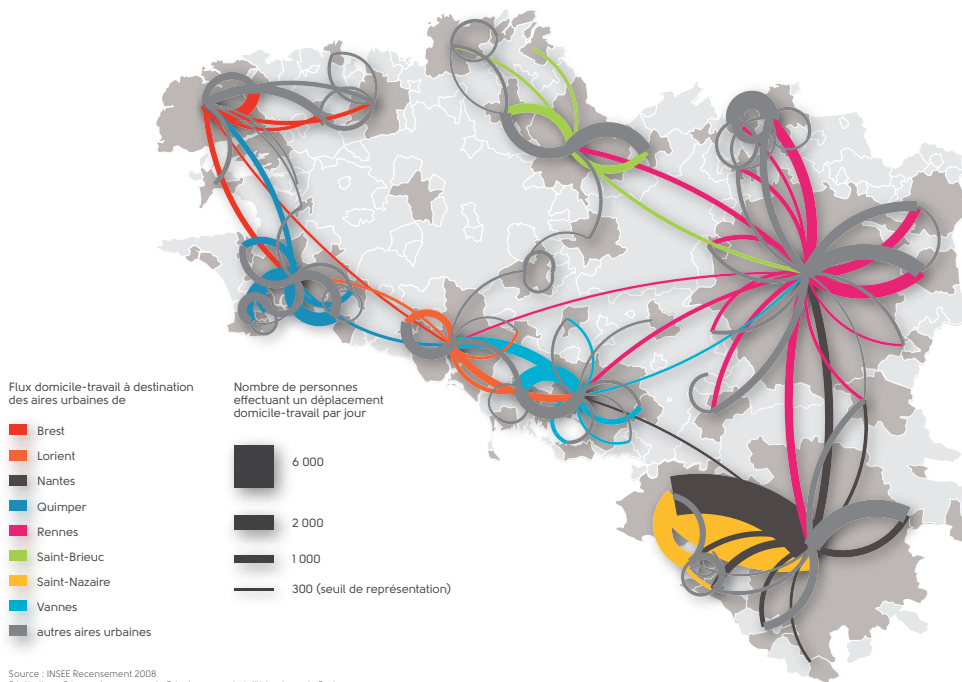 Flux domicile-travail à destination
des aires urbaines de
Brest
Lorient
Nantes
Quimper
Rennes
Saint-Brieuc
Saint-Nazaire
Vannes
autres aires urbaines
Nombre de personnes
effectuant un déplacement
domicile-travail par jour
6 000
2 000
1 000
300 (seuil de représentation)
Source : INSEE Recensement 2008